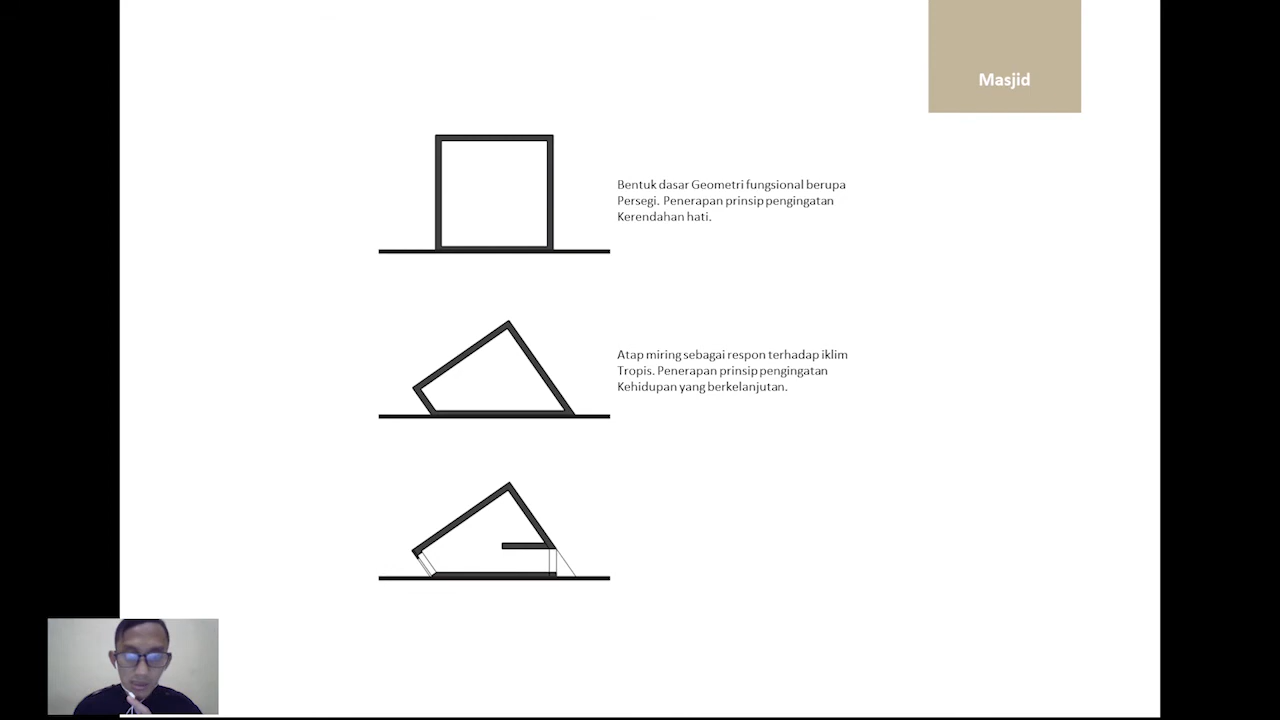 Masjid
Bentuk dasar Geometri fungsional berupa
Persegi. Penerapan prinsip pengingatan
Kerendahan hati.
Atap miring sebagai respon terhadap iklim
Tropis. Penerapan prinsip pengingatan
Kehidupan yang berkelanjutan.